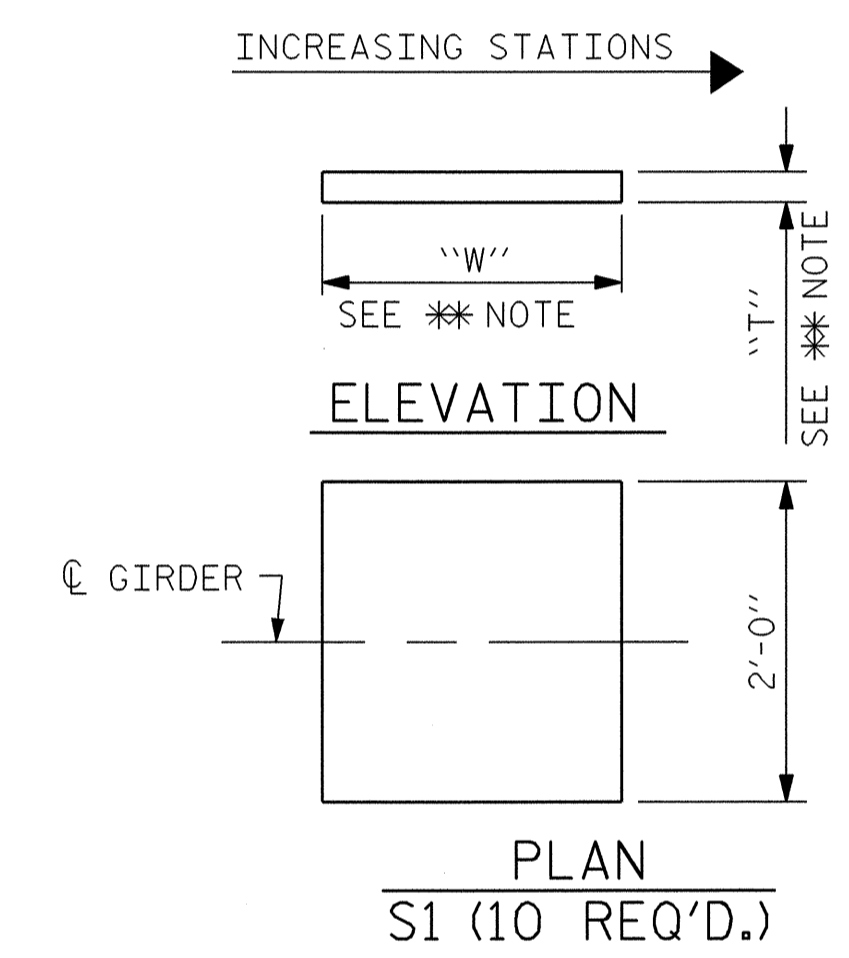 INCREASING STATIONS
"W"
SEE ** NOTE
"T"
SEE ** NOTE
ELEVATION
℄ GIRDER
2'-0"
PLAN
S1 (10 REQ'D.)